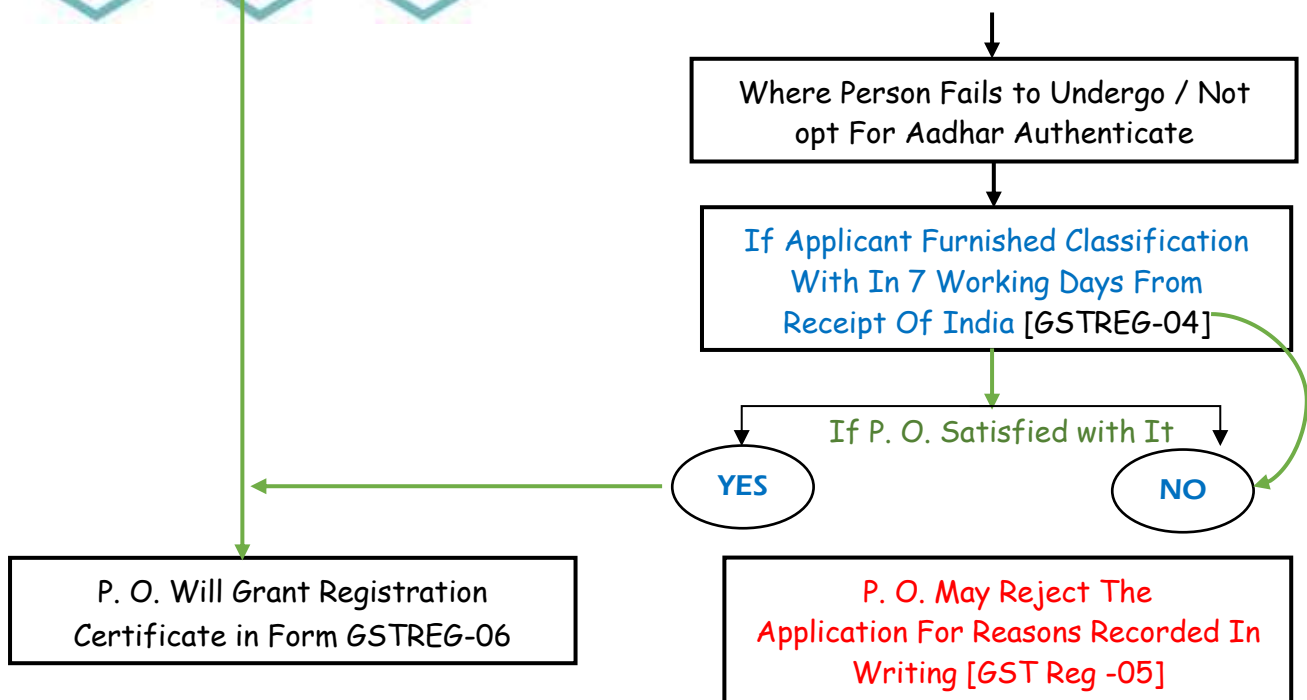 Where Person Fails to Undergo / Not
opt For Aadhar Authenticate
If Applicant Furnished Classification
With In 7 Working Days From
Receipt Of India [GSTREG-04]
If P. O. Satisfied with It
YES
NO
P. O. Will Grant Registration
Certificate in Form GSTREG-06
P. O. May Reject The
Application For Reasons Recorded In
Writing [GST Reg -05]